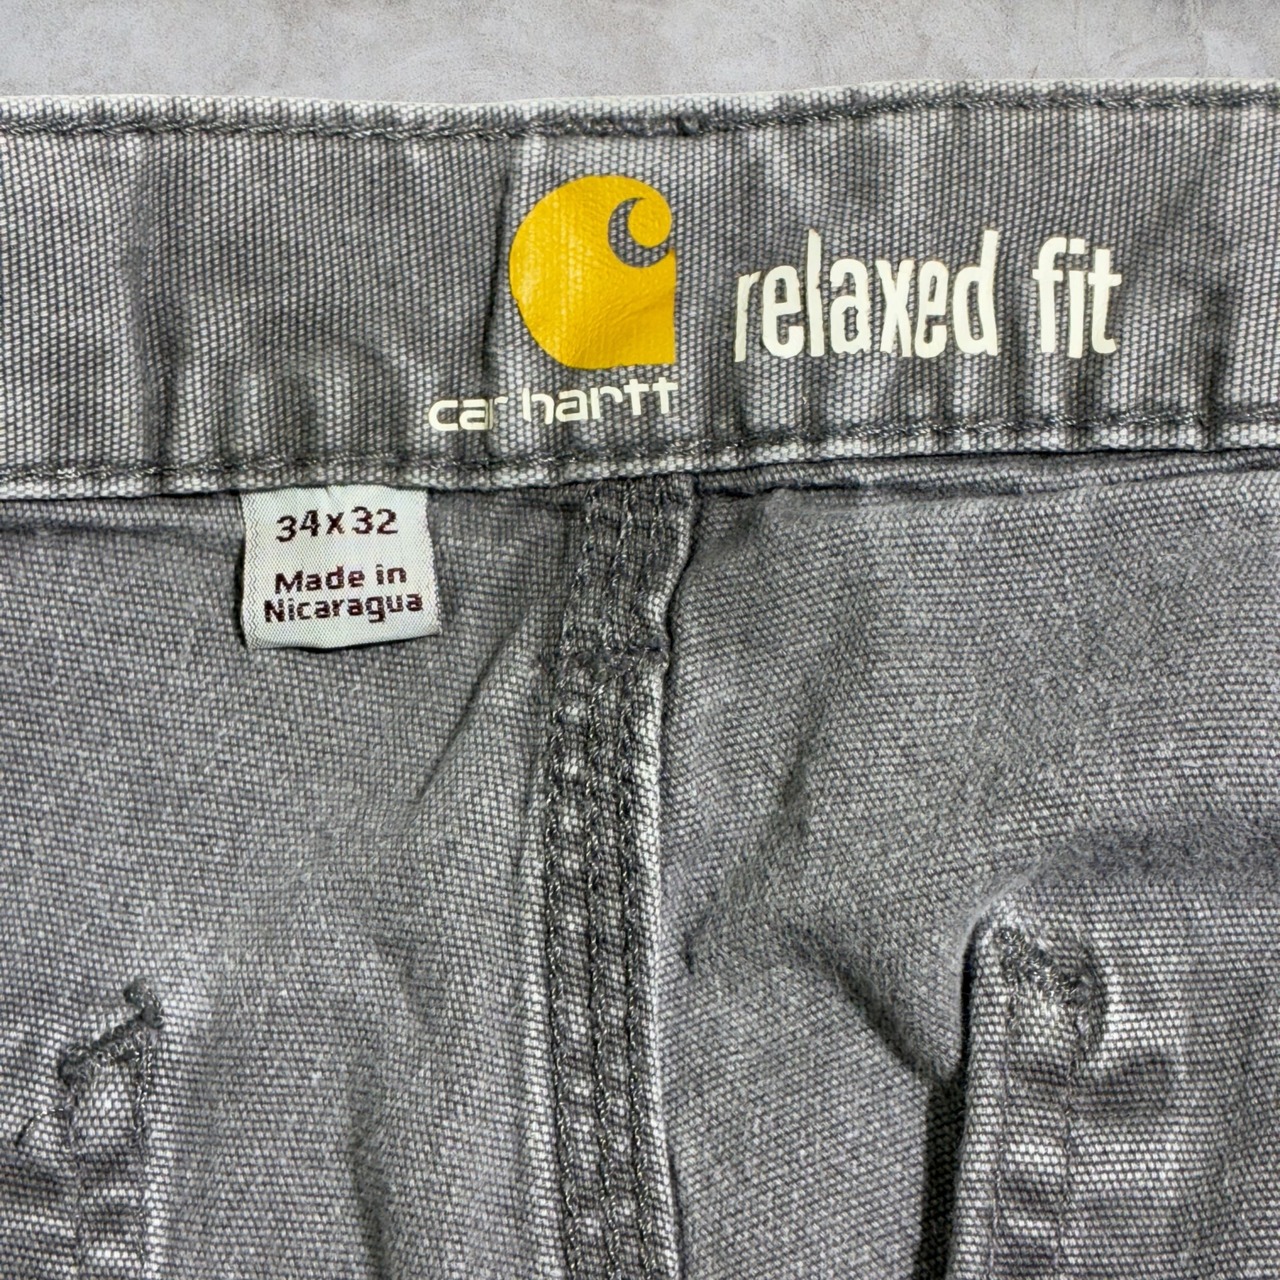 relaxed fit
carhartt
34x32
Made in
Nicaragua